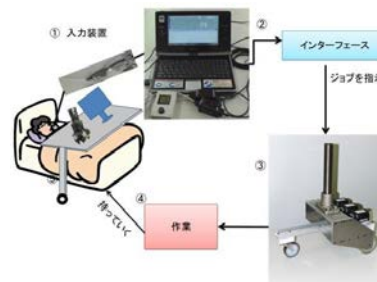 ① 入力装置
②
インターフェース
ジョブを指示
③
④
作業
持っていく